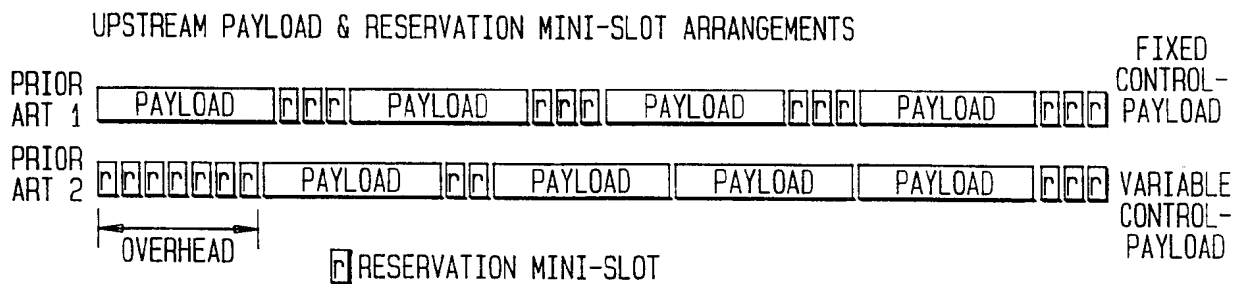 UPSTREAM PAYLOAD & RESERVATION MINI-SLOT ARRANGEMENTS
PRIOR ART 1
PAYLOAD r r r PAYLOAD r r r PAYLOAD r r r PAYLOAD r r r
FIXED CONTROL-PAYLOAD
PRIOR ART 2
r r r r r r r PAYLOAD r r PAYLOAD PAYLOAD PAYLOAD r r r
VARIABLE CONTROL-PAYLOAD
OVERHEAD
r RESERVATION MINI-SLOT